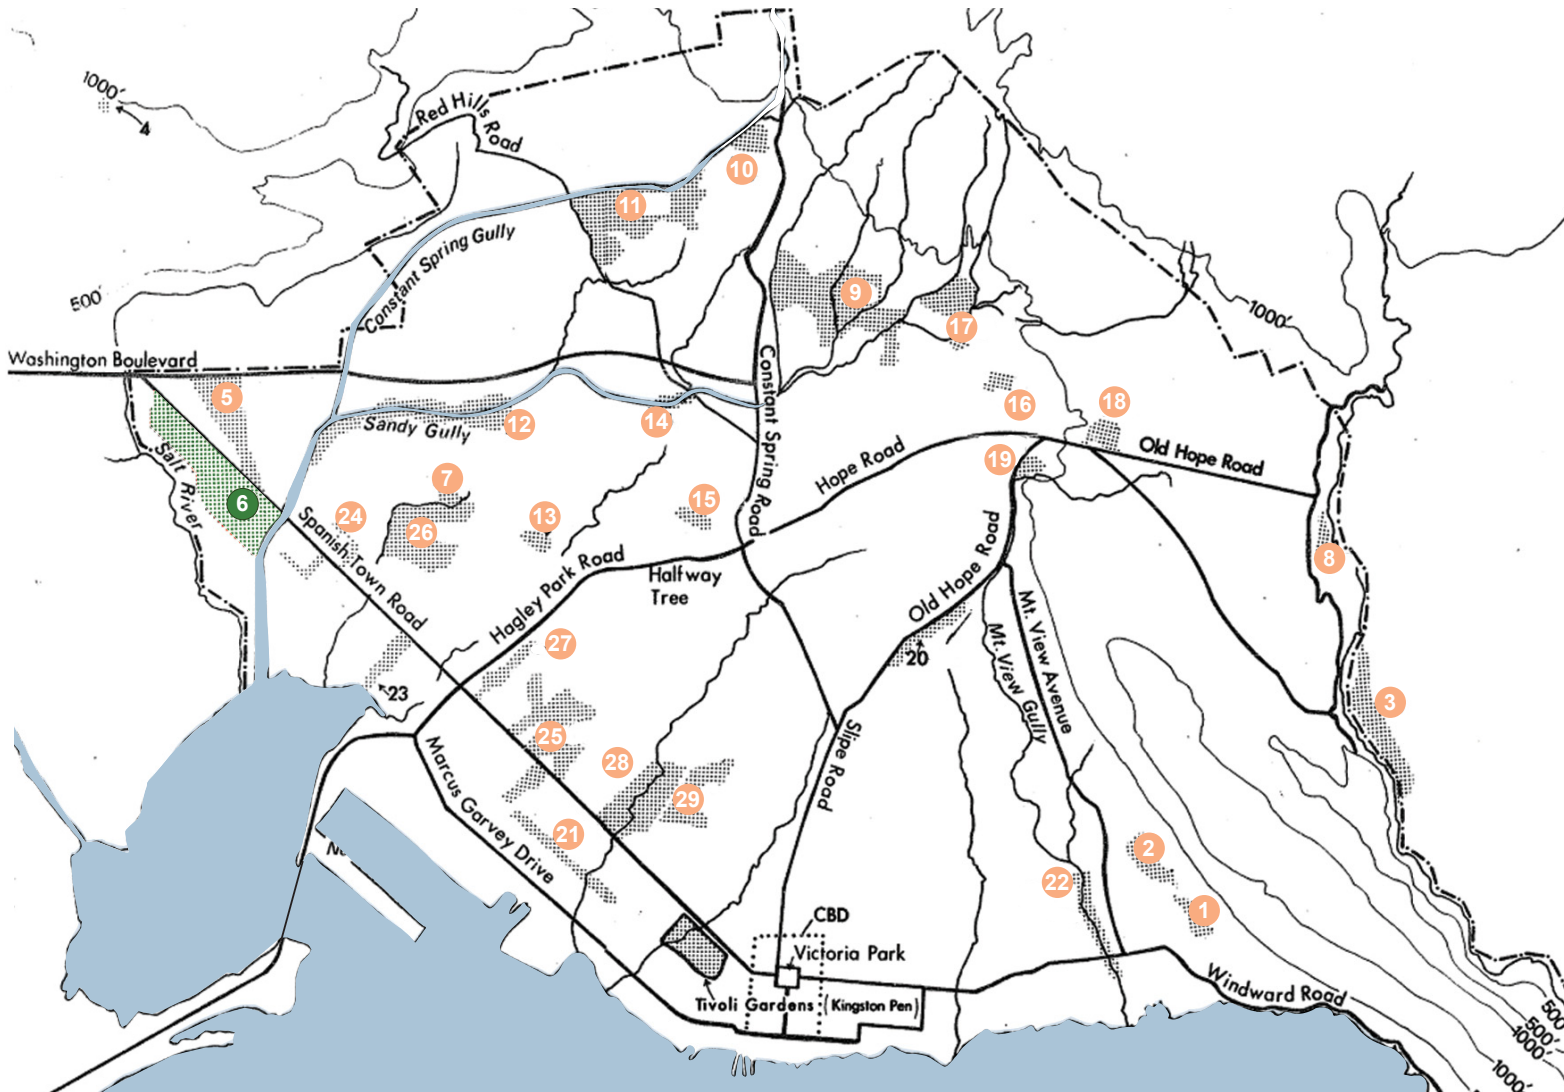 1000'
4
Red Hills
Road
10
11
Constant Spring Gully
500'
9
17
1000'
Washington Boulevard
5
Constant Spring Road
12
Sandy Gully
14
16
18
Old Hope Road
Hope Road
19
Salt River
6
7
24
26
13
15
8
Spanish Town Road
Hagley Park Road
Halfway
Tree
Old Hope Road
Mt. View Avenue
Mt. View Gully
20
27
23
3
25
28
29
Slipe Road
Marcus Garvey Drive
21
2
22
1
CBD
Victoria Park
Tivoli Gardens
(Kingston Pen)
Windward Road
500'
500'
1000'
1000'